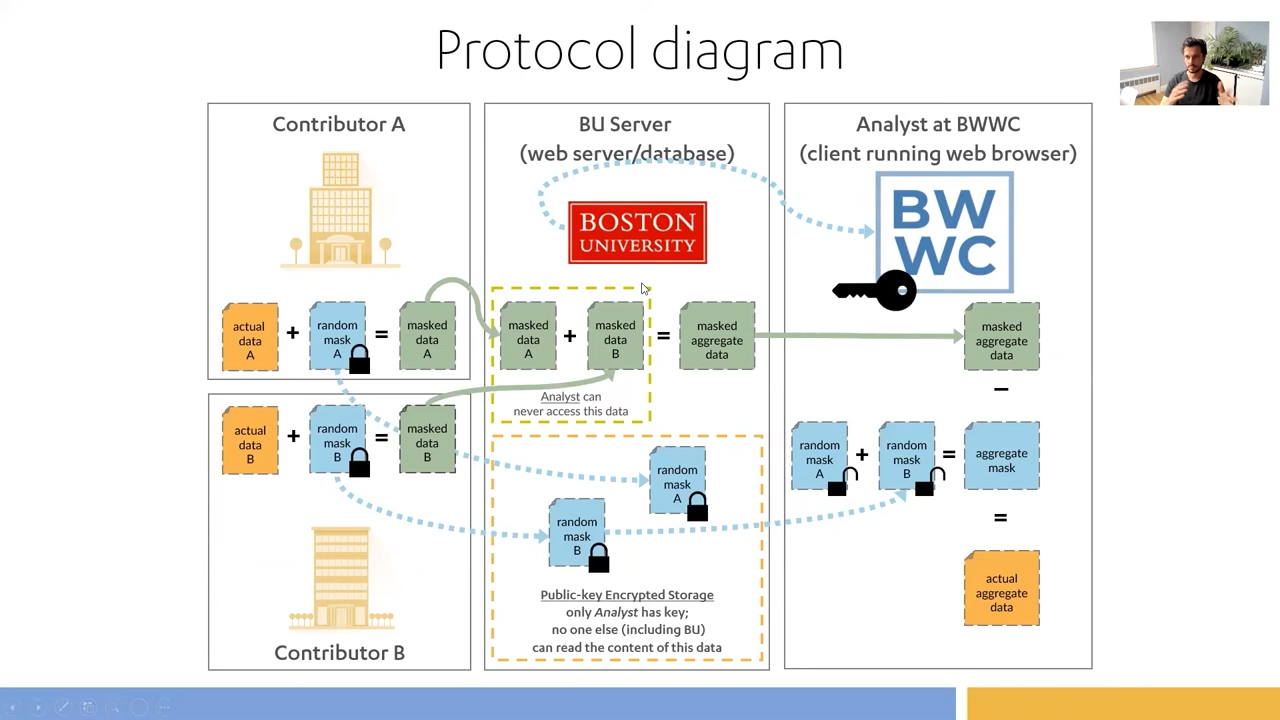 Protocol diagram
Contributor A
actual
data
A
+
random
mask
A
=
masked
data
A
actual
data
B
+
random
mask
B
=
masked
data
B
Contributor B
BU Server
(web server/database)
BOSTON
UNIVERSITY
masked
data
A
+
masked
data
B
=
masked
aggregate
data
Analyst can
never access this data
random
mask
A
random
mask
B
Public-key Encrypted Storage
only Analyst has key;
no one else (including BU)
can read the content of this data
Analyst at BWWC
(client running web browser)
BW
WC
masked
aggregate
data
−
random
mask
A
+
random
mask
B
=
aggregate
mask
=
actual
aggregate
data